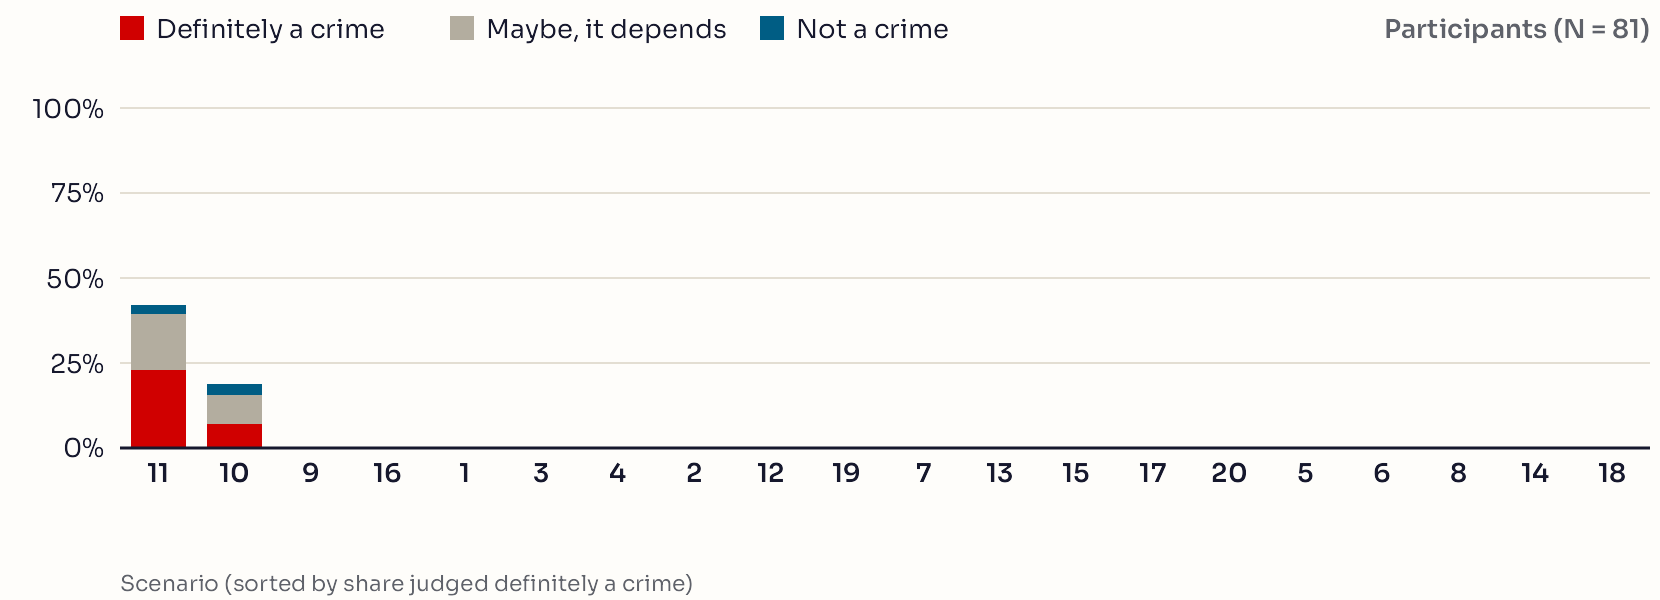 Definitely a crime Maybe, it depends Not a crime Participants (N = 81)
100%
75%
50%
25%
0%
11 10 9 16 1 3 4 2 12 19 7 13 15 17 20 5 6 8 14 18
Scenario (sorted by share judged definitely a crime)